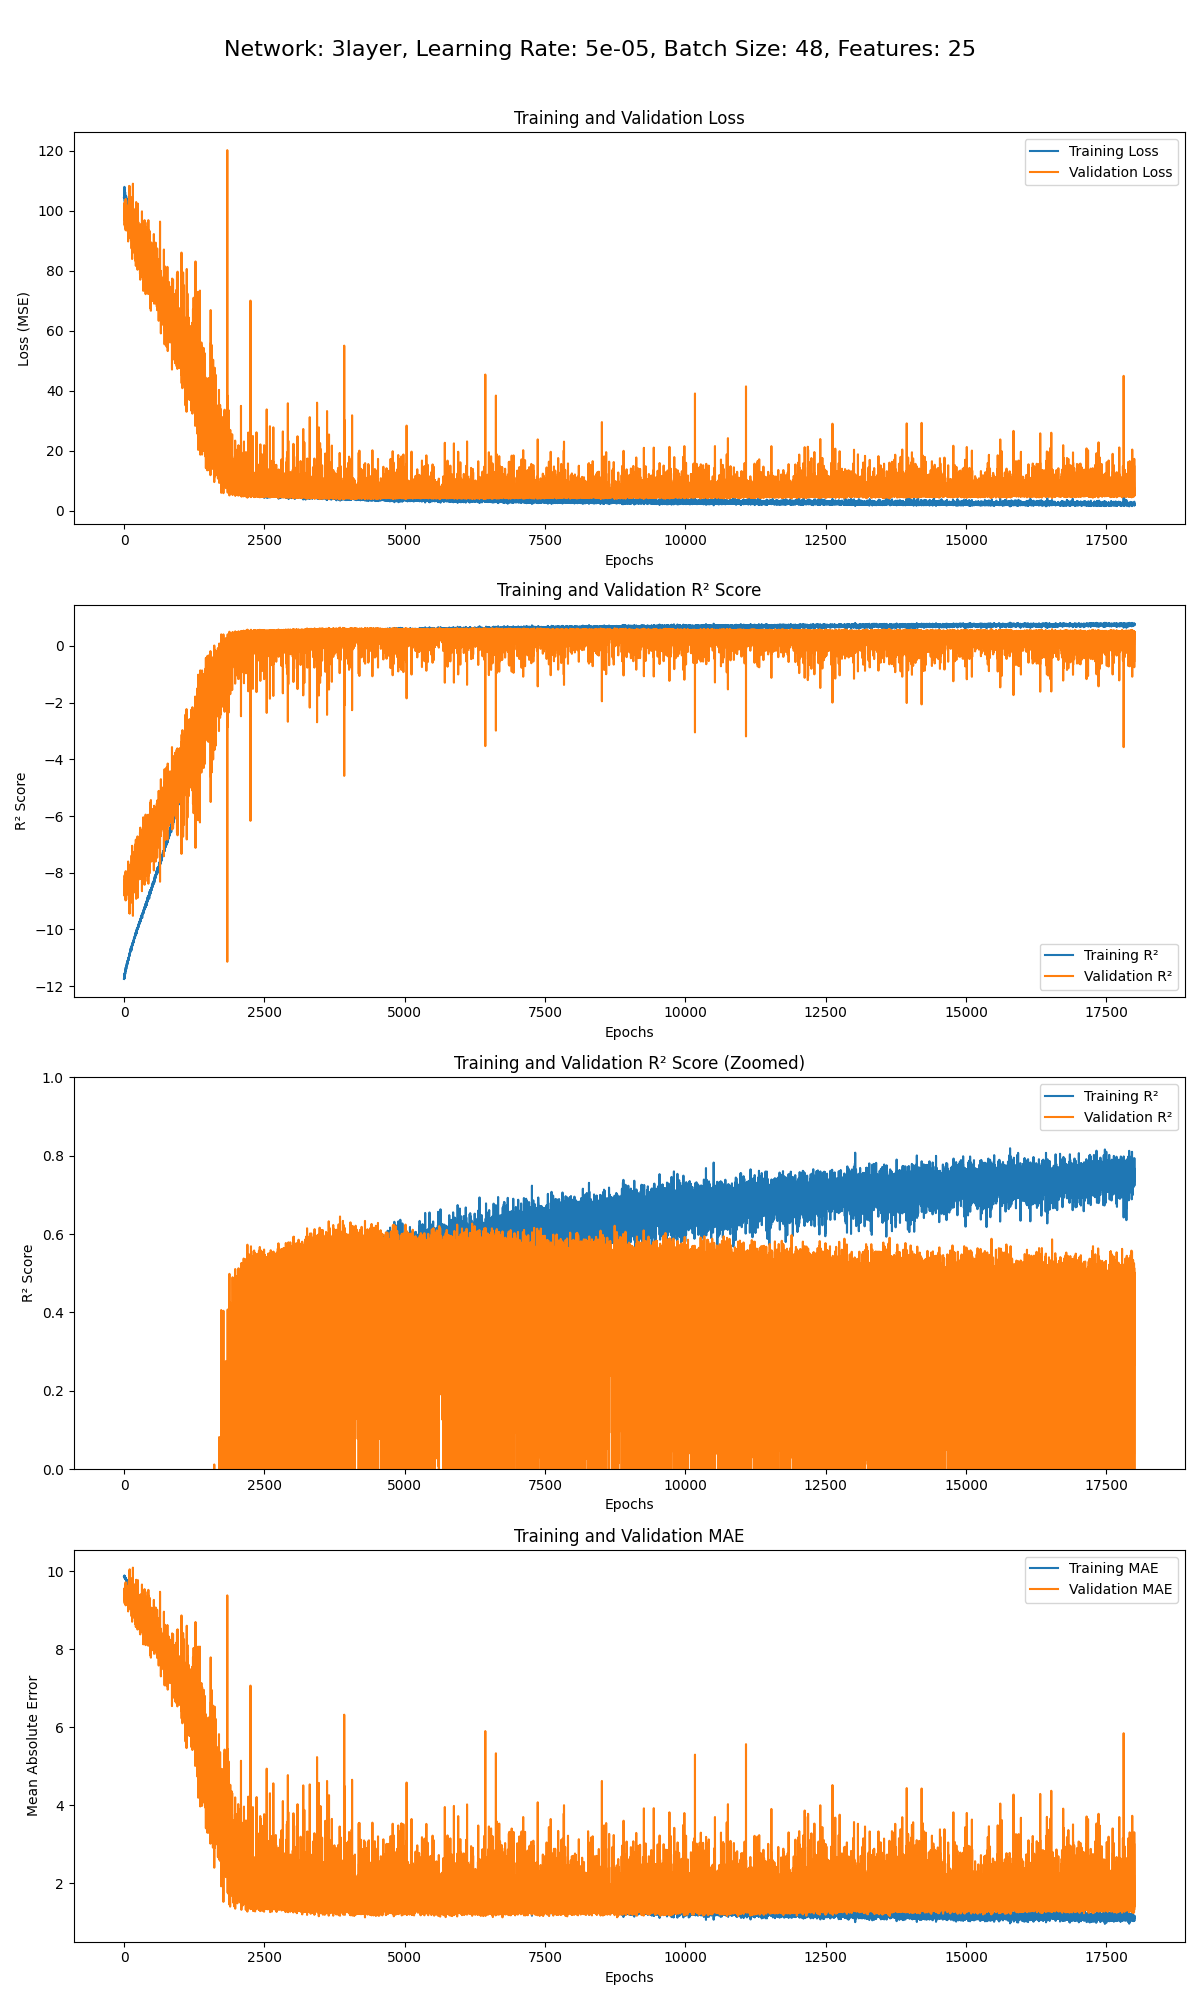 Network: 3layer, Learning Rate: 5e-05, Batch Size: 48, Features: 25
Training and Validation Loss
120
100
80
60
40
20
0
Loss (MSE)
Training Loss
Validation Loss
0 2500 5000 7500 10000 12500 15000 17500
Epochs
Training and Validation R² Score
0
−2
−4
−6
−8
−10
−12
R² Score
Training R²
Validation R²
0 2500 5000 7500 10000 12500 15000 17500
Epochs
Training and Validation R² Score (Zoomed)
1.0
0.8
0.6
0.4
0.2
0.0
R² Score
Training R²
Validation R²
0 2500 5000 7500 10000 12500 15000 17500
Epochs
Training and Validation MAE
10
8
6
4
2
Mean Absolute Error
Training MAE
Validation MAE
0 2500 5000 7500 10000 12500 15000 17500
Epochs